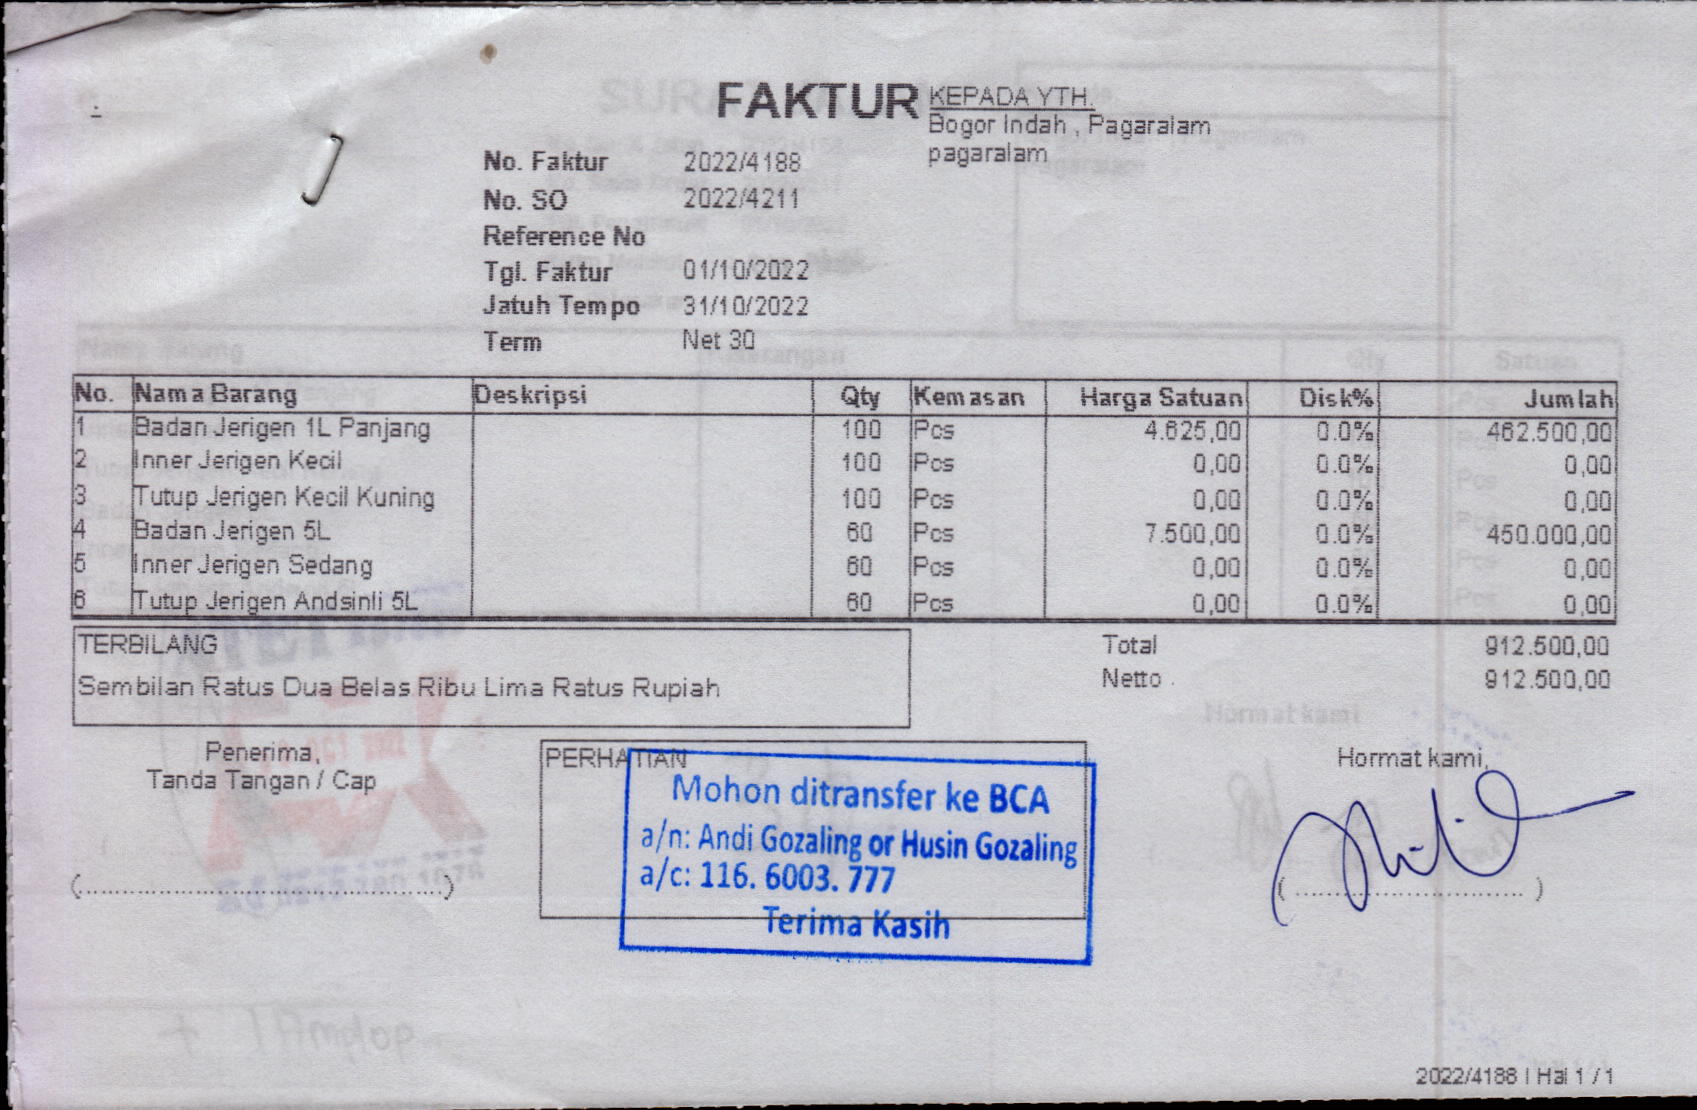 FAKTUR
KEPADA YTH.
Bogor Indah , Pagaralam
pagaralam
No. Faktur 2022/4188
No. SO 2022/4211
Reference No
Tgl. Faktur 01/10/2022
Jatuh Tempo 31/10/2022
Term Net 30
No. Nama Barang Deskripsi Qty Kemasan Harga Satuan Disk% Jumlah
1 Badan Jerigen 1L Panjang 100 Pcs 4.625,00 0.0% 462.500,00
2 Inner Jerigen Kecil 100 Pcs 0,00 0.0% 0,00
3 Tutup Jerigen Kecil Kuning 100 Pcs 0,00 0.0% 0,00
4 Badan Jerigen 5L 60 Pcs 7.500,00 0.0% 450.000,00
5 Inner Jerigen Sedang 60 Pcs 0,00 0.0% 0,00
6 Tutup Jerigen Andsinli 5L 60 Pcs 0,00 0.0% 0,00
TERBILANG
Sembilan Ratus Dua Belas Ribu Lima Ratus Rupiah
Total 912.500,00
Netto 912.500,00
Penerima,
Tanda Tangan / Cap
(..........................................................)
PERHATIAN
Mohon ditransfer ke BCA
a/n: Andi Gozaling or Husin Gozaling
a/c: 116. 6003. 777
Terima Kasih
Hormat kami,
(....................................)
2022/4188 | Hal 1 / 1